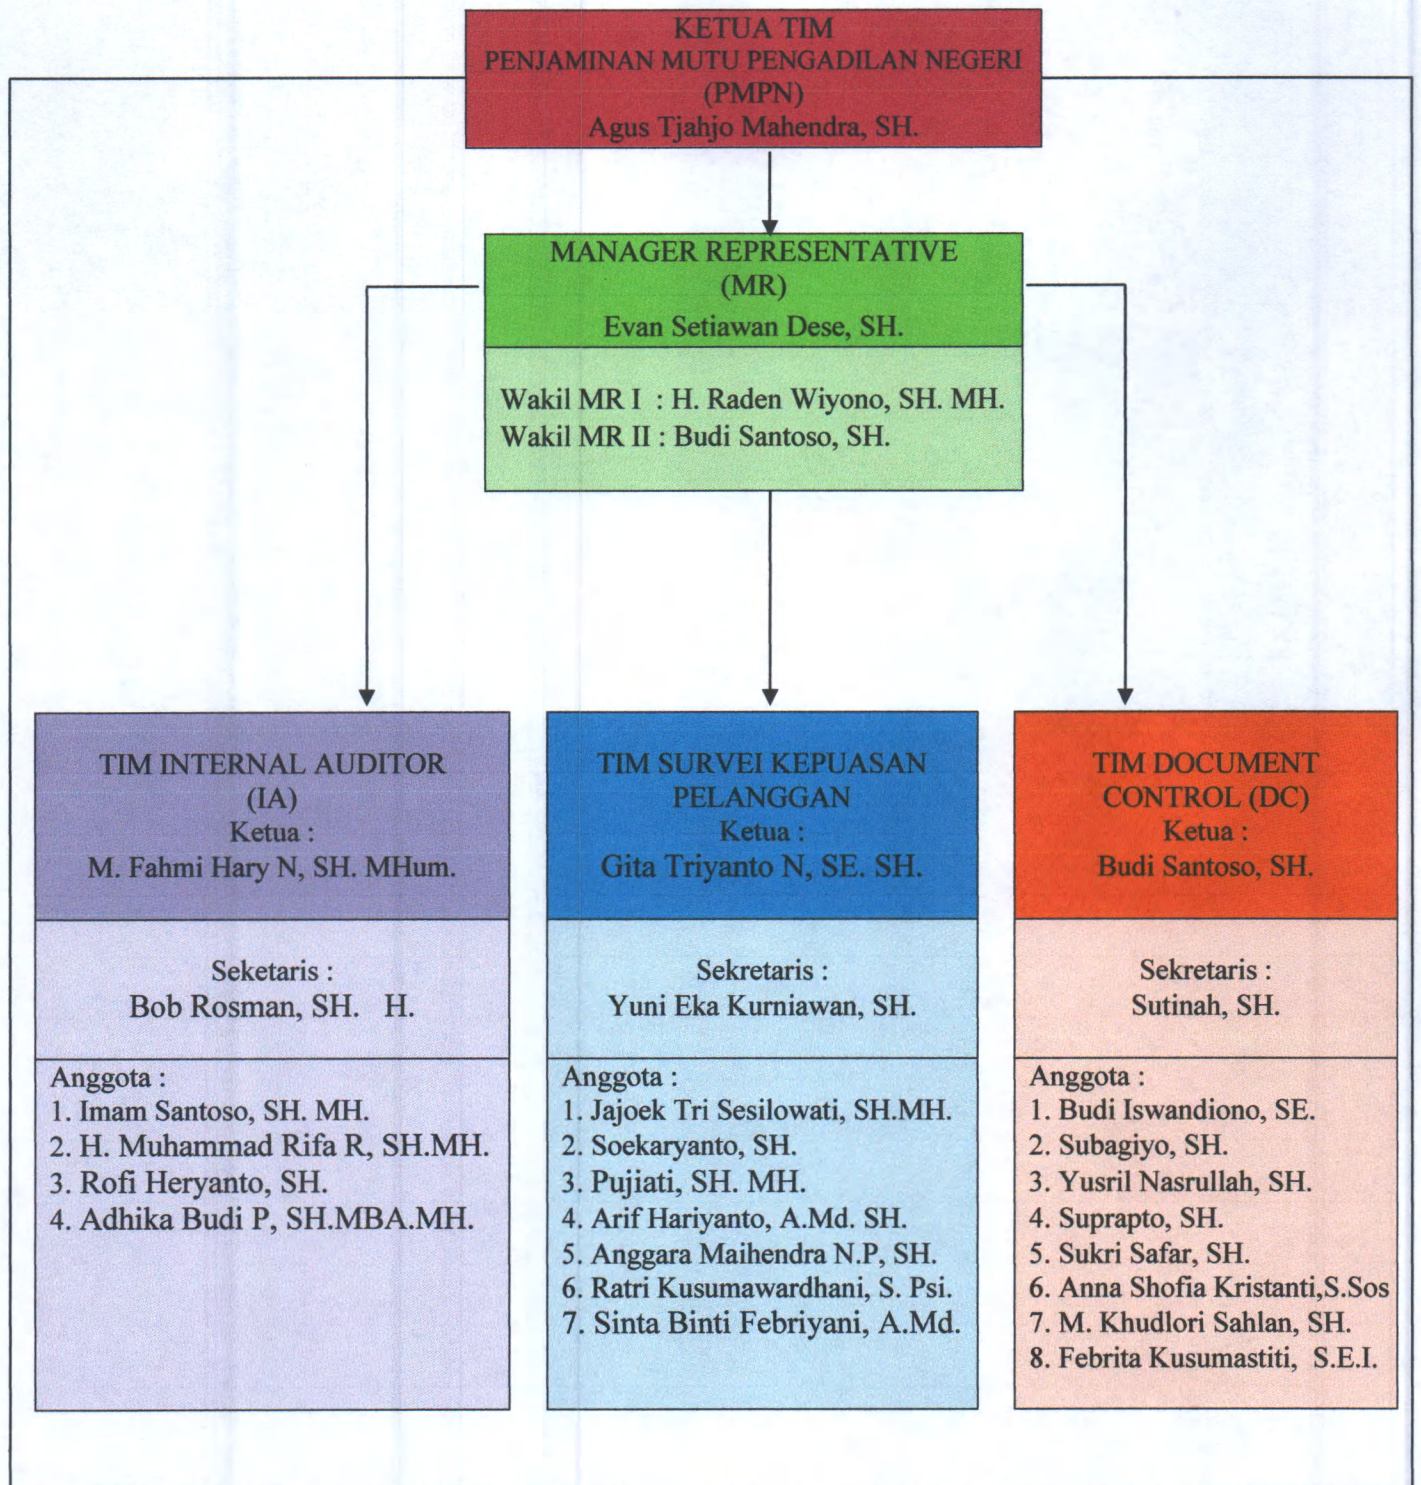 KETUA TIM
PENJAMINAN MUTU PENGADILAN NEGERI
(PMPN)
Agus Tjahjo Mahendra, SH.
MANAGER REPRESENTATIVE
(MR)
Evan Setiawan Dese, SH.
Wakil MR I : H. Raden Wiyono, SH. MH.
Wakil MR II : Budi Santoso, SH.
TIM INTERNAL AUDITOR
(IA)
Ketua :
M. Fahmi Hary N, SH. MHum.
Seketaris :
Bob Rosman, SH. H.
Anggota :
1. Imam Santoso, SH. MH.
2. H. Muhammad Rifa R, SH.MH.
3. Rofi Heryanto, SH.
4. Adhika Budi P, SH.MBA.MH.
TIM SURVEI KEPUASAN
PELANGGAN
Ketua :
Gita Triyanto N, SE. SH.
Sekretaris :
Yuni Eka Kurniawan, SH.
Anggota :
1. Jajoek Tri Sesilowati, SH.MH.
2. Soekaryanto, SH.
3. Pujiati, SH. MH.
4. Arif Hariyanto, A.Md. SH.
5. Anggara Maihendra N.P, SH.
6. Ratri Kusumawardhani, S. Psi.
7. Sinta Binti Febriyani, A.Md.
TIM DOCUMENT
CONTROL (DC)
Ketua :
Budi Santoso, SH.
Sekretaris :
Sutinah, SH.
Anggota :
1. Budi Iswandiono, SE.
2. Subagiyo, SH.
3. Yusril Nasrullah, SH.
4. Suprapto, SH.
5. Sukri Safar, SH.
6. Anna Shofia Kristanti,S.Sos
7. M. Khudlori Sahlan, SH.
8. Febrita Kusumastiti, S.E.I.